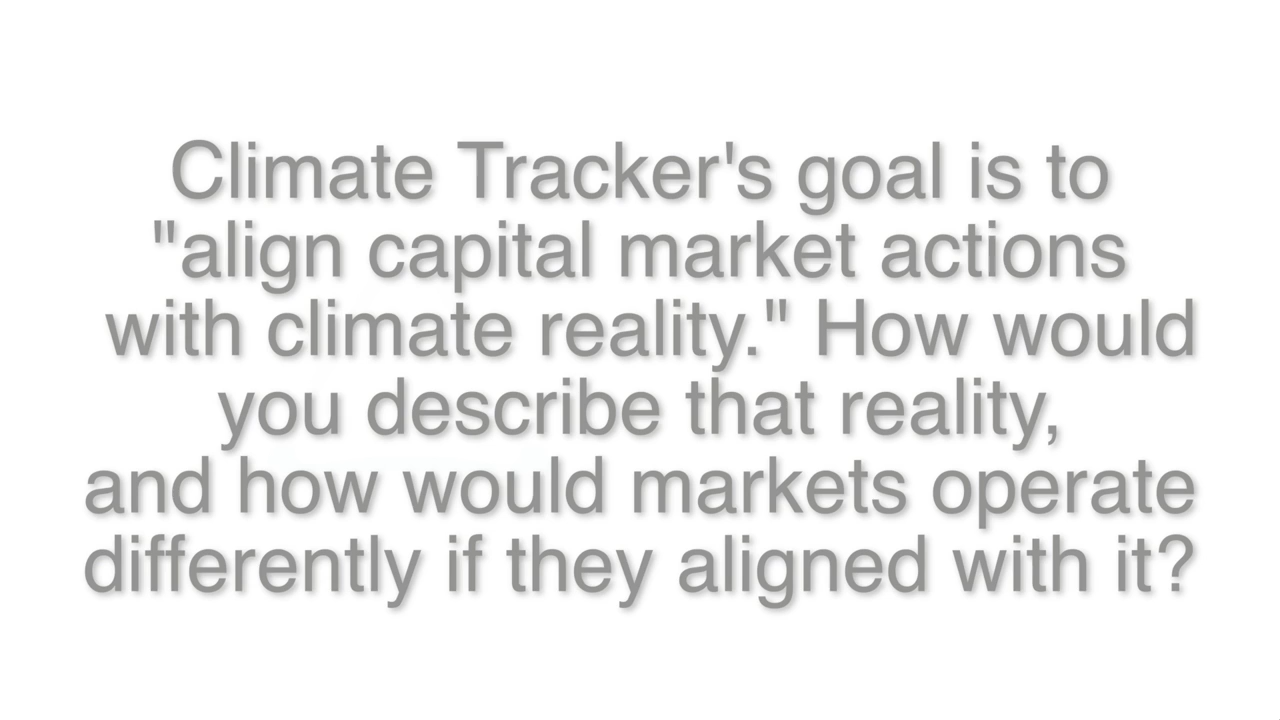 Climate Tracker's goal is to
"align capital market actions
with climate reality." How would
you describe that reality,
and how would markets operate
differently if they aligned with it?